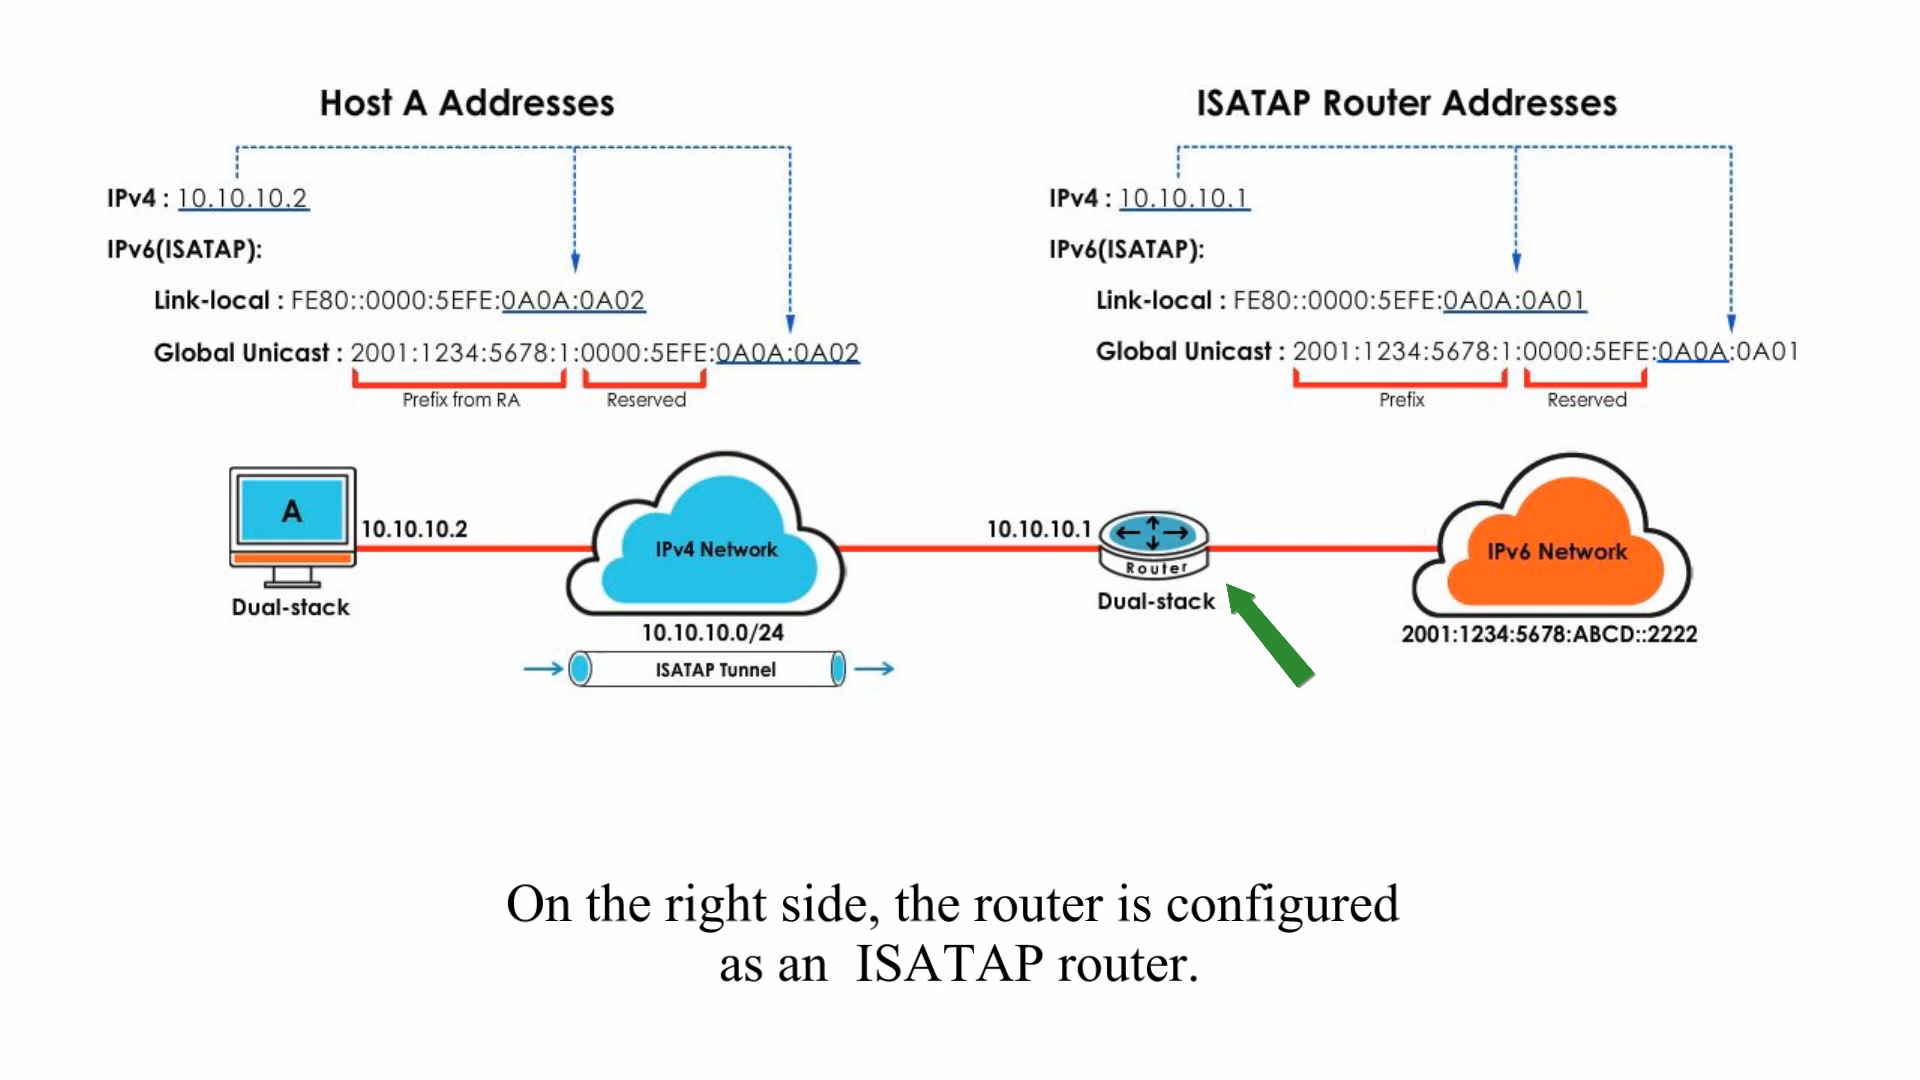 Host A Addresses
IPv4 : 10.10.10.2
IPv6(ISATAP):
Link-local : FE80::0000:5EFE:0A0A:0A02
Global Unicast : 2001:1234:5678:1:0000:5EFE:0A0A:0A02
Prefix from RA
Reserved
ISATAP Router Addresses
IPv4 : 10.10.10.1
IPv6(ISATAP):
Link-local : FE80::0000:5EFE:0A0A:0A01
Global Unicast : 2001:1234:5678:1:0000:5EFE:0A0A:0A01
Prefix
Reserved
A
10.10.10.2
Dual-stack
IPv4 Network
10.10.10.0/24
ISATAP Tunnel
10.10.10.1
Router
Dual-stack
IPv6 Network
2001:1234:5678:ABCD::2222
On the right side, the router is configured
as an  ISATAP router.